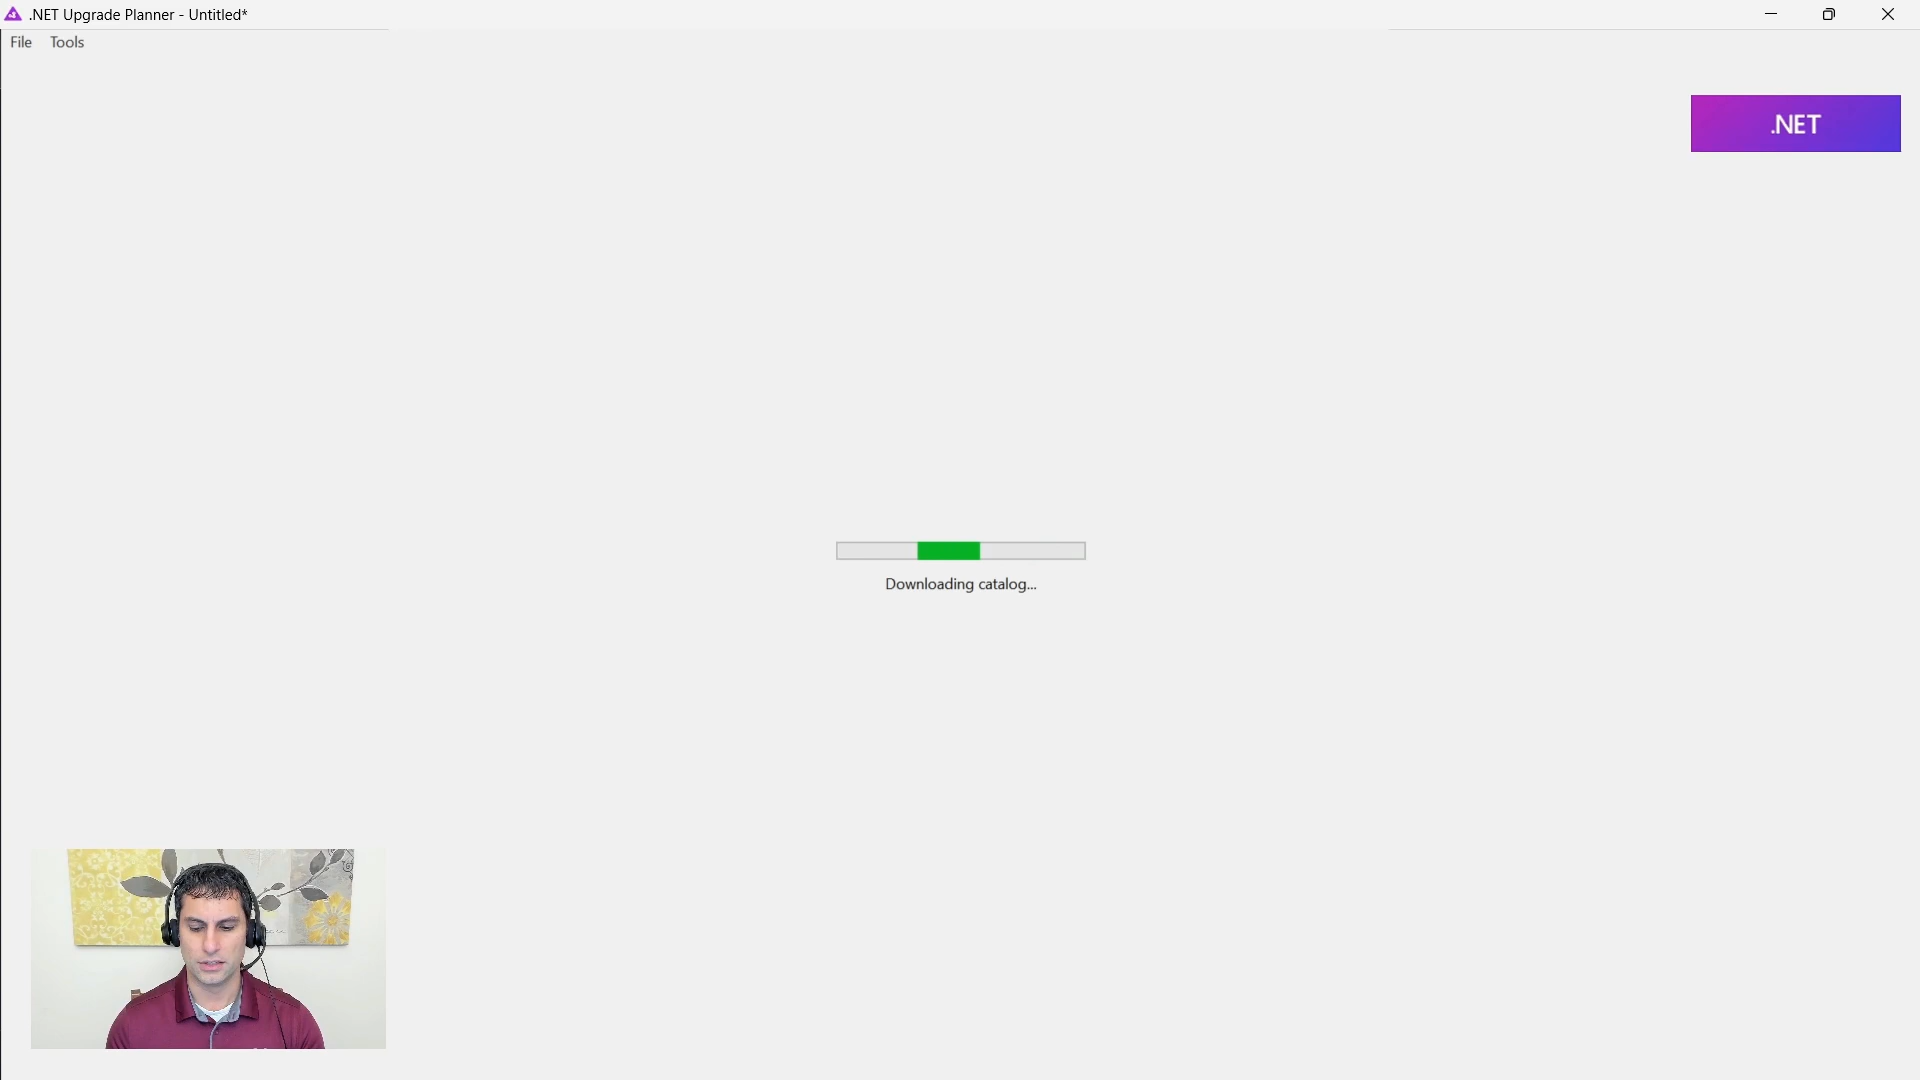 .NET Upgrade Planner - Untitled*
File Tools
.NET
Downloading catalog...